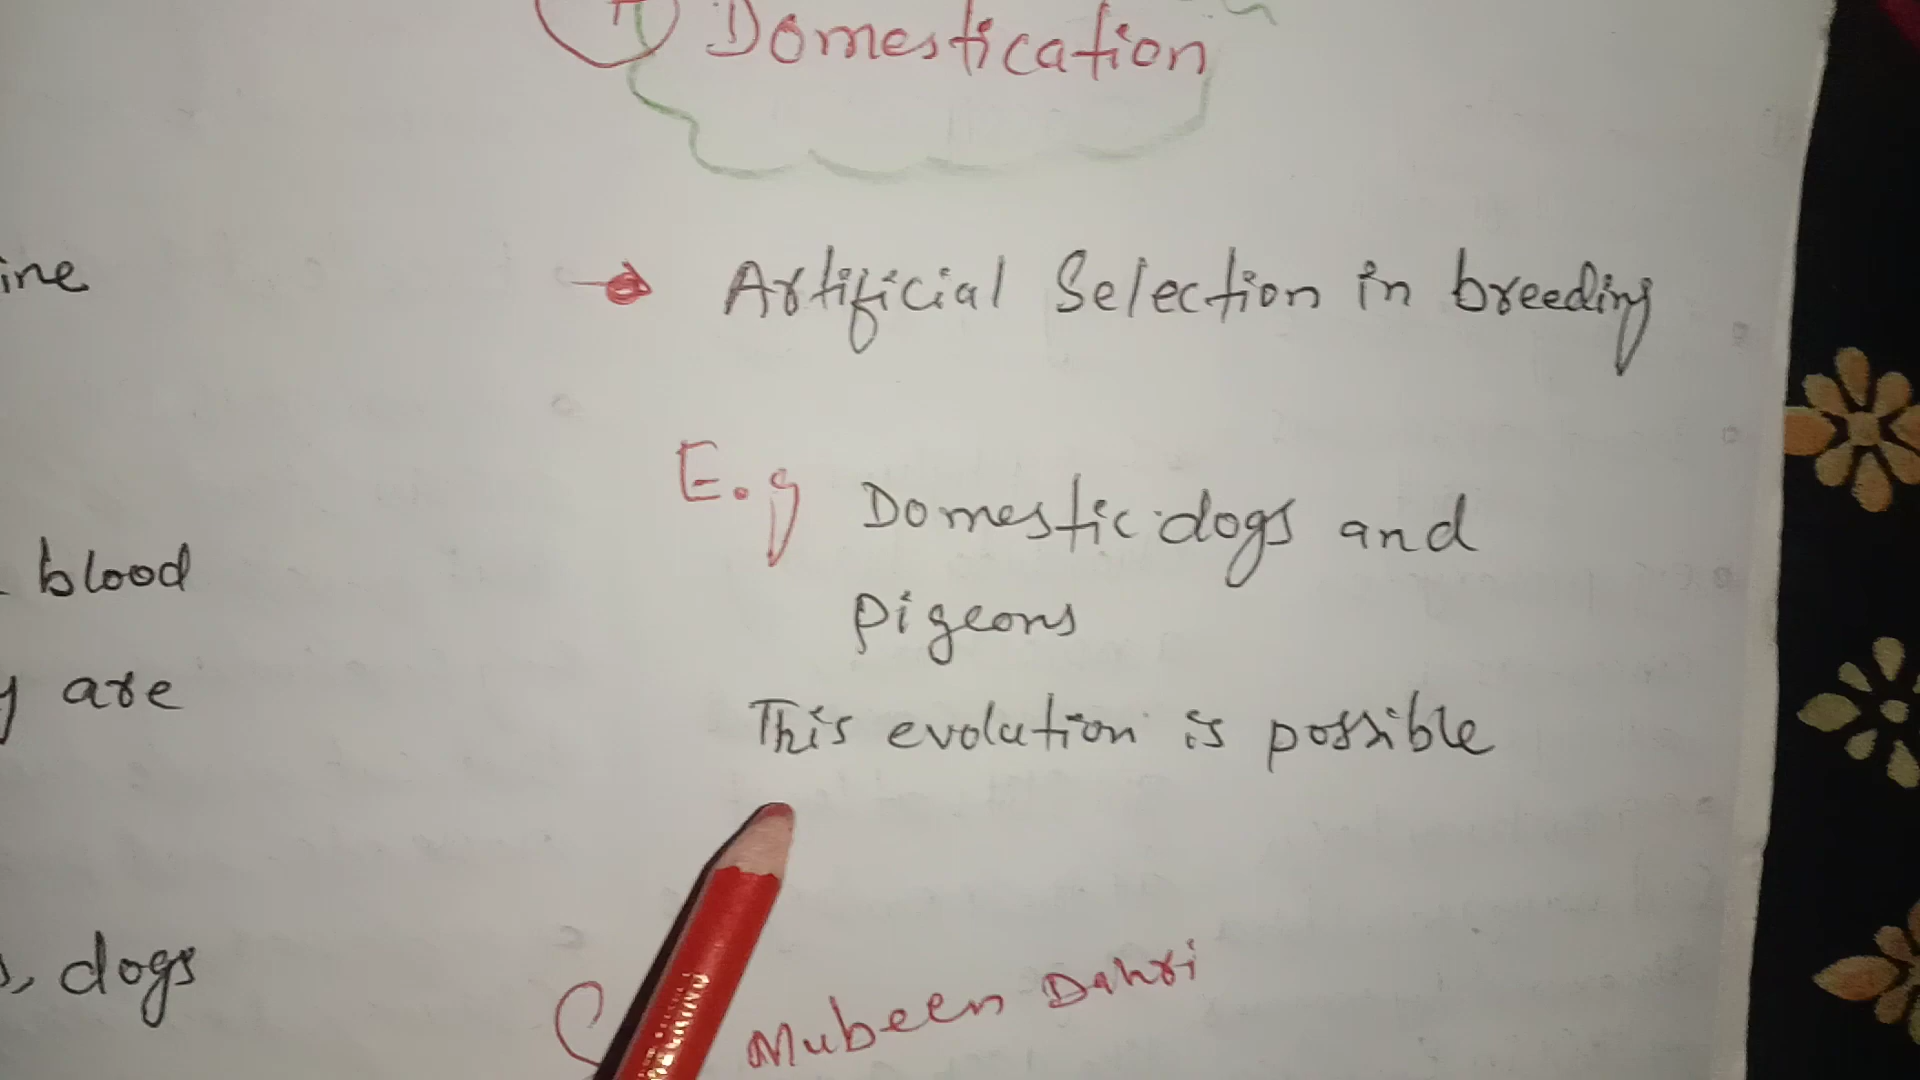 Domestication
Artificial Selection in breeding
E.g Domestic dogs and
Pigeons
This evolution is possible
Mubeen Dahri
ine
blood
are
dogs